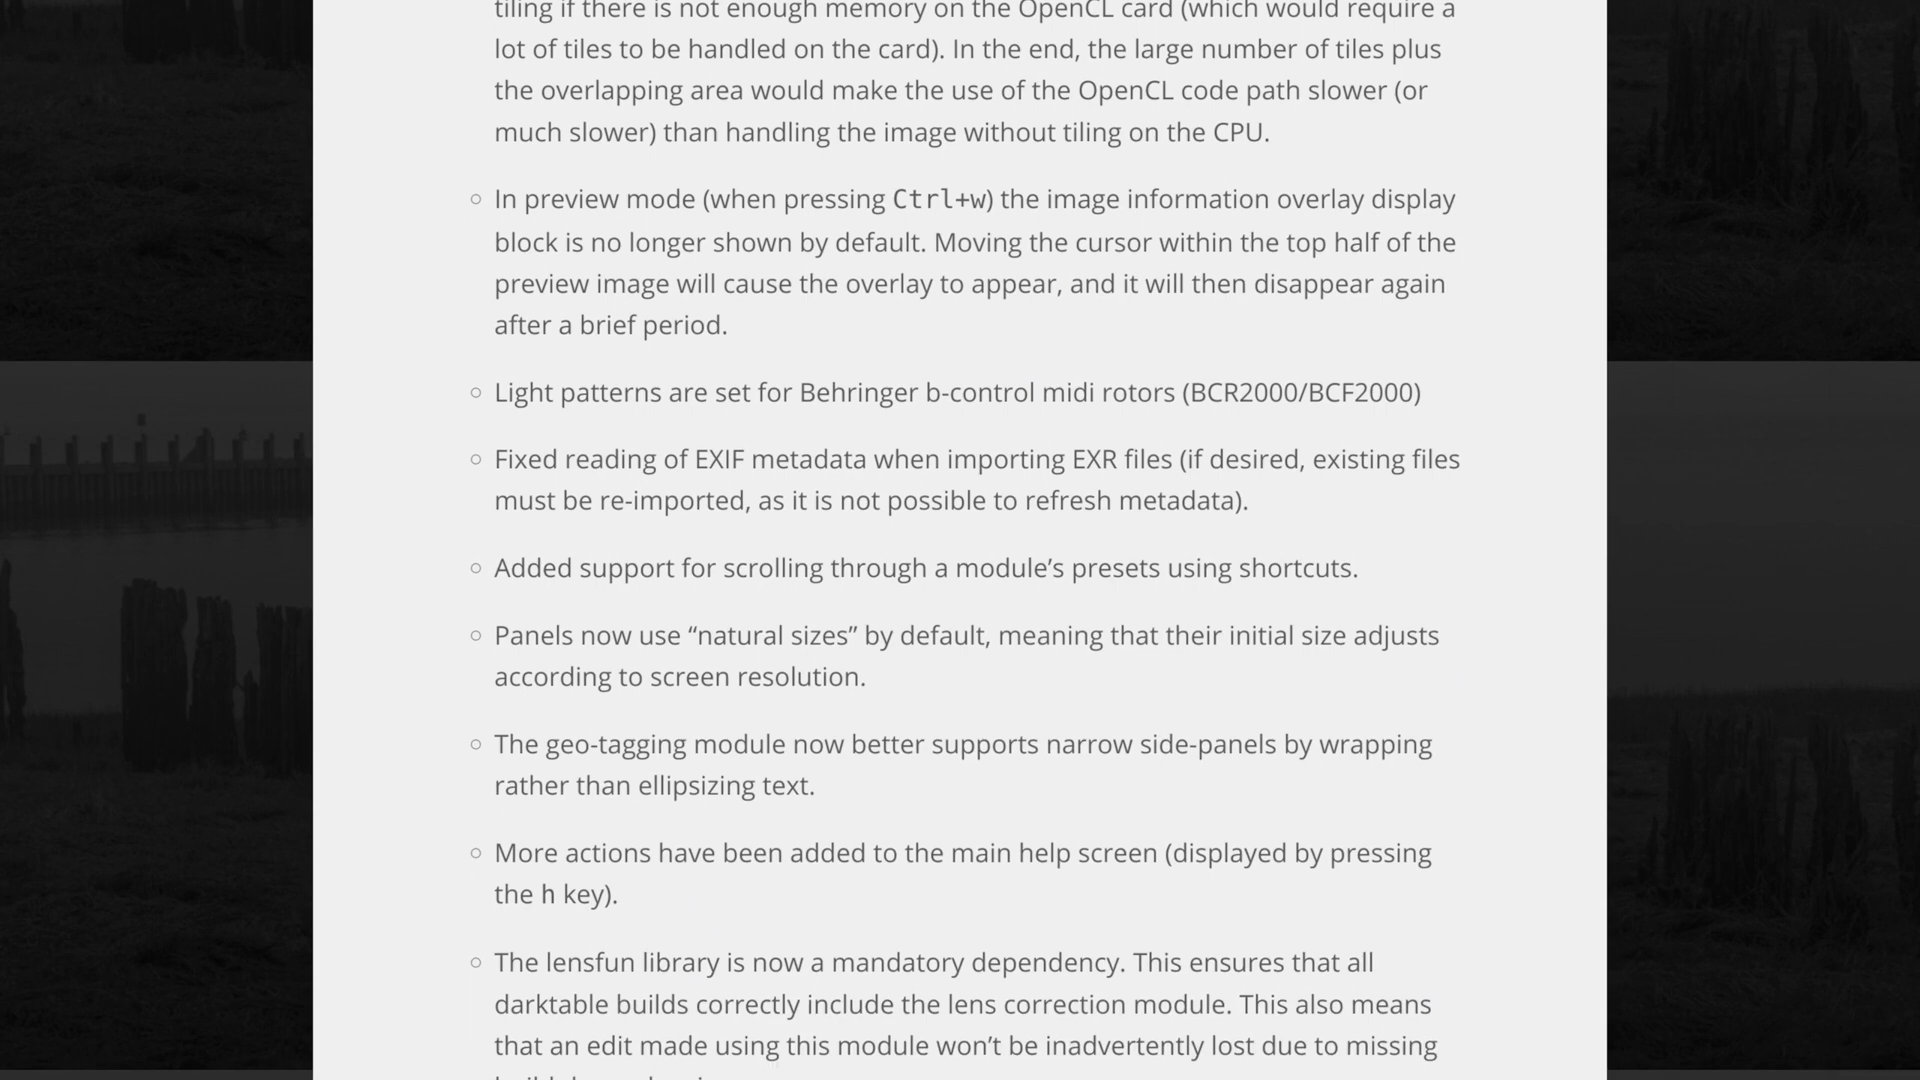 tiling if there is not enough memory on the OpenCL card (which would require a
lot of tiles to be handled on the card). In the end, the large number of tiles plus
the overlapping area would make the use of the OpenCL code path slower (or
much slower) than handling the image without tiling on the CPU.
○ In preview mode (when pressing Ctrl+w) the image information overlay display
block is no longer shown by default. Moving the cursor within the top half of the
preview image will cause the overlay to appear, and it will then disappear again
after a brief period.
○ Light patterns are set for Behringer b-control midi rotors (BCR2000/BCF2000)
○ Fixed reading of EXIF metadata when importing EXR files (if desired, existing files
must be re-imported, as it is not possible to refresh metadata).
○ Added support for scrolling through a module’s presets using shortcuts.
○ Panels now use “natural sizes” by default, meaning that their initial size adjusts
according to screen resolution.
○ The geo-tagging module now better supports narrow side-panels by wrapping
rather than ellipsizing text.
○ More actions have been added to the main help screen (displayed by pressing
the h key).
○ The lensfun library is now a mandatory dependency. This ensures that all
darktable builds correctly include the lens correction module. This also means
that an edit made using this module won’t be inadvertently lost due to missing